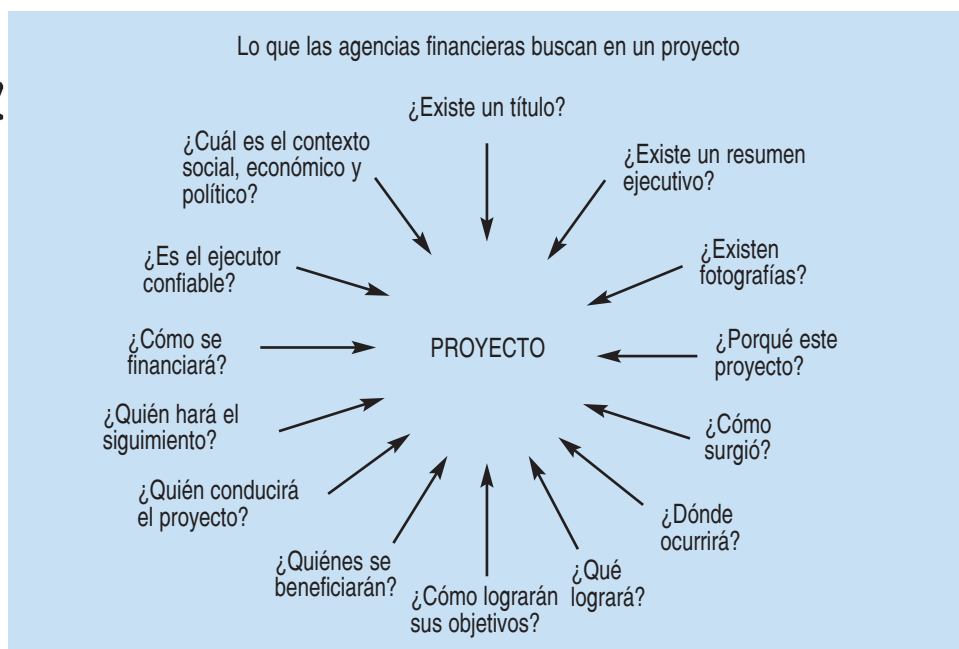 Lo que las agencias financieras buscan en un proyecto
¿Existe un título?
¿Existe un resumen
ejecutivo?
¿Existen
fotografías?
¿Porqué este
proyecto?
¿Cómo
surgió?
¿Dónde
ocurrirá?
¿Qué
logrará?
¿Cómo lograrán
sus objetivos?
¿Quiénes se
beneficiarán?
¿Quién conducirá
el proyecto?
¿Quién hará el
siguimiento?
¿Cómo se
financiará?
¿Es el ejecutor
confiable?
¿Cuál es el contexto
social, económico y
político?
PROYECTO